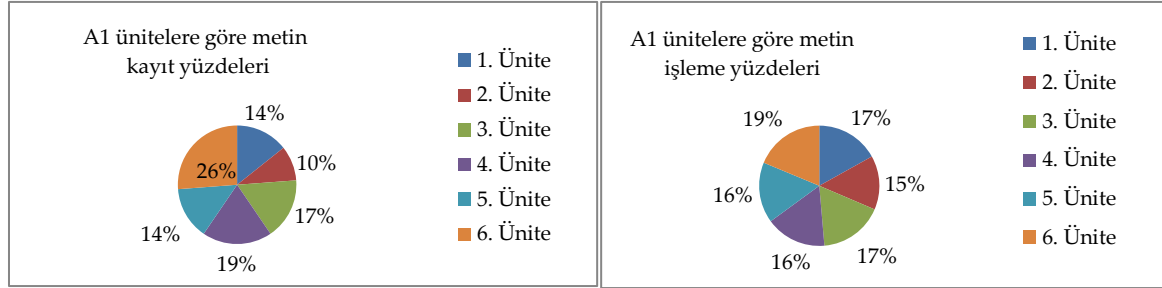 A1 ünitelere göre metin
kayıt yüzdeleri
14%
10%
17%
19%
14%
26%
1. Ünite
2. Ünite
3. Ünite
4. Ünite
5. Ünite
6. Ünite
A1 ünitelere göre metin
işleme yüzdeleri
17%
15%
17%
16%
16%
19%
1. Ünite
2. Ünite
3. Ünite
4. Ünite
5. Ünite
6. Ünite